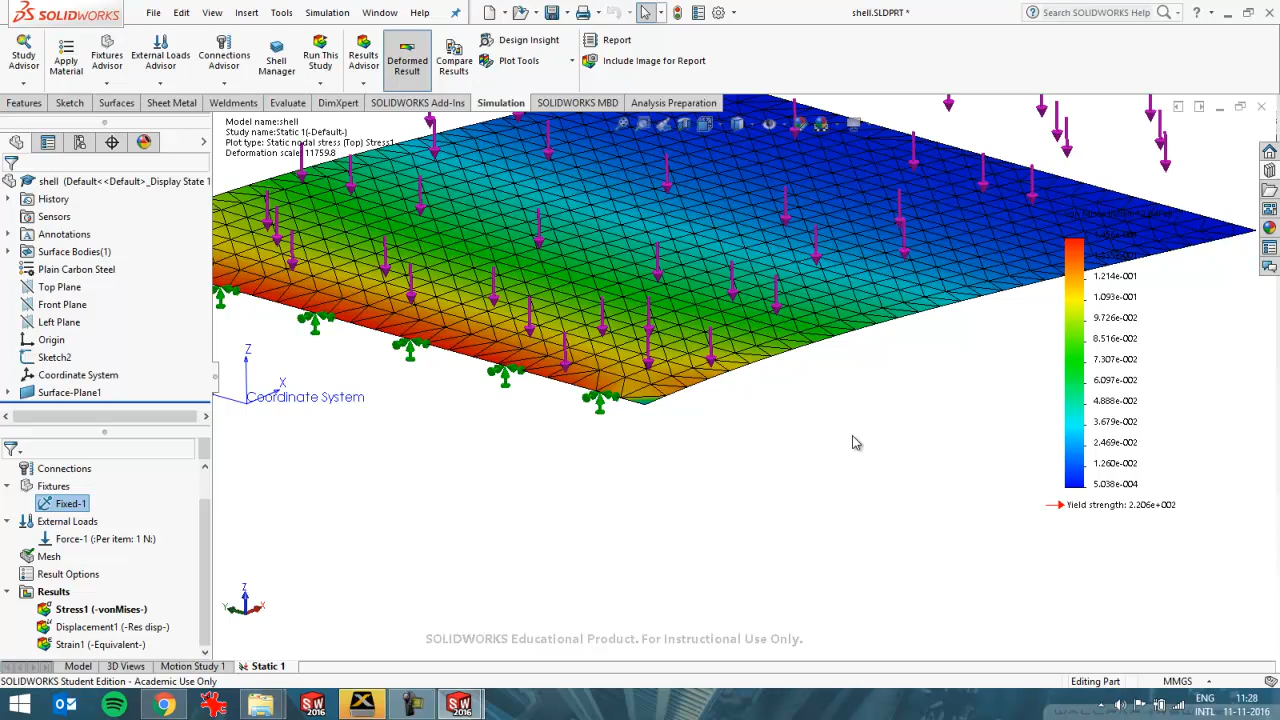 SOLIDWORKS
File Edit View Insert Tools Simulation Window Help
shell.SLDPRT *
Search SOLIDWORKS Help
Study Advisor
Apply Material
Fixtures Advisor
External Loads Advisor
Connections Advisor
Shell Manager
Run This Study
Results Advisor
Deformed Result
Compare Results
Design Insight
Plot Tools
Report
Include Image for Report
Features Sketch Surfaces Sheet Metal Weldments Evaluate DimXpert SOLIDWORKS Add-Ins Simulation SOLIDWORKS MBD Analysis Preparation
Model name:shell
Study name:Static 1(-Default-)
Plot type: Static nodal stress (Top) Stress1
Deformation scale: 11759.8
shell (Default<<Default>_Display State 1
History
Sensors
Annotations
Surface Bodies(1)
Plain Carbon Steel
Top Plane
Front Plane
Left Plane
Origin
Sketch2
Coordinate System
Surface-Plane1
Connections
Fixtures
Fixed-1
External Loads
Force-1 (:Per item: 1 N:)
Mesh
Result Options
Results
Stress1 (-vonMises-)
Displacement1 (-Res disp-)
Strain1 (-Equivalent-)
Z
X
Coordinate System
Z
Y
X
1.214e-001
1.093e-001
9.726e-002
8.516e-002
7.307e-002
6.097e-002
4.888e-002
3.679e-002
2.469e-002
1.260e-002
5.038e-004
Yield strength: 2.206e+002
SOLIDWORKS Educational Product. For Instructional Use Only.
Model 3D Views Motion Study 1 Static 1
SOLIDWORKS Student Edition - Academic Use Only
Editing Part
MMGS
SW 2016
SW 2016
ENG
INTL
11:28
11-11-2016